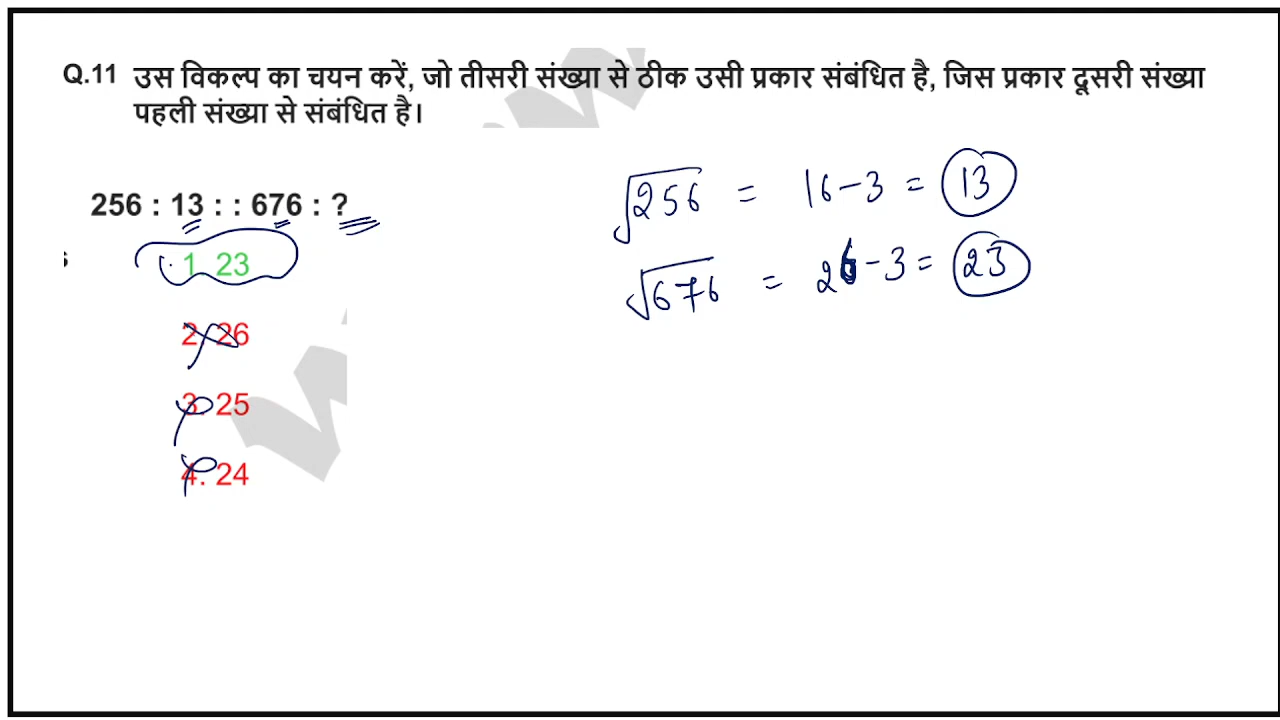 Q.11 उस विकल्प का चयन करें, जो तीसरी संख्या से ठीक उसी प्रकार संबंधित है, जिस प्रकार दूसरी संख्या
पहली संख्या से संबंधित है।
256 : 13 : : 676 : ?
1. 23
2. 26
3. 25
4. 24
√256 = 16-3 = 13
√676 = 26-3 = 23